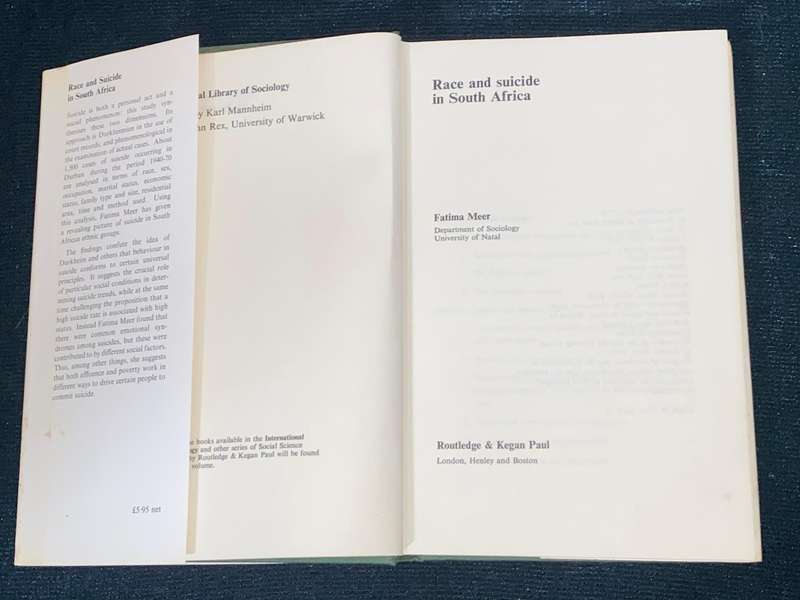 Race and Suicide
in South Africa
Suicide is both a personal act and a
social phenomenon: this study syn-
thesises these two dimensions. Its
approach is Durkheimian in the use of
court records, and phenomenological in
the examination of actual cases. About
1,500 cases of suicide occurring in
Durban during the period 1940-70
are analysed in terms of race, sex,
occupation, marital status, economic
status, family type and size, residential
area, time and method used. Using
this analysis, Fatima Meer has given
a revealing picture of suicide in South
African ethnic groups.
The findings confute the idea of
Durkheim and others that behaviour in
suicide conforms to certain universal
principles. It suggests the crucial role
of particular social conditions in deter-
mining suicide trends, while at the same
time challenging the proposition that a
high suicide rate is associated with high
status. Instead Fatima Meer found that
there were common emotional syn-
dromes among suicides, but these were
contributed to by different social factors.
Thus, among other things, she suggests
that both affluence and poverty work in
different ways to drive certain people to
commit suicide.
£5·95 net
al Library of Sociology
y Karl Mannheim
hn Rex, University of Warwick
e books available in the International
gy and other series of Social Science
by Routledge & Kegan Paul will be found
volume.
Race and suicide
in South Africa
Fatima Meer
Department of Sociology
University of Natal
Routledge & Kegan Paul
London, Henley and Boston